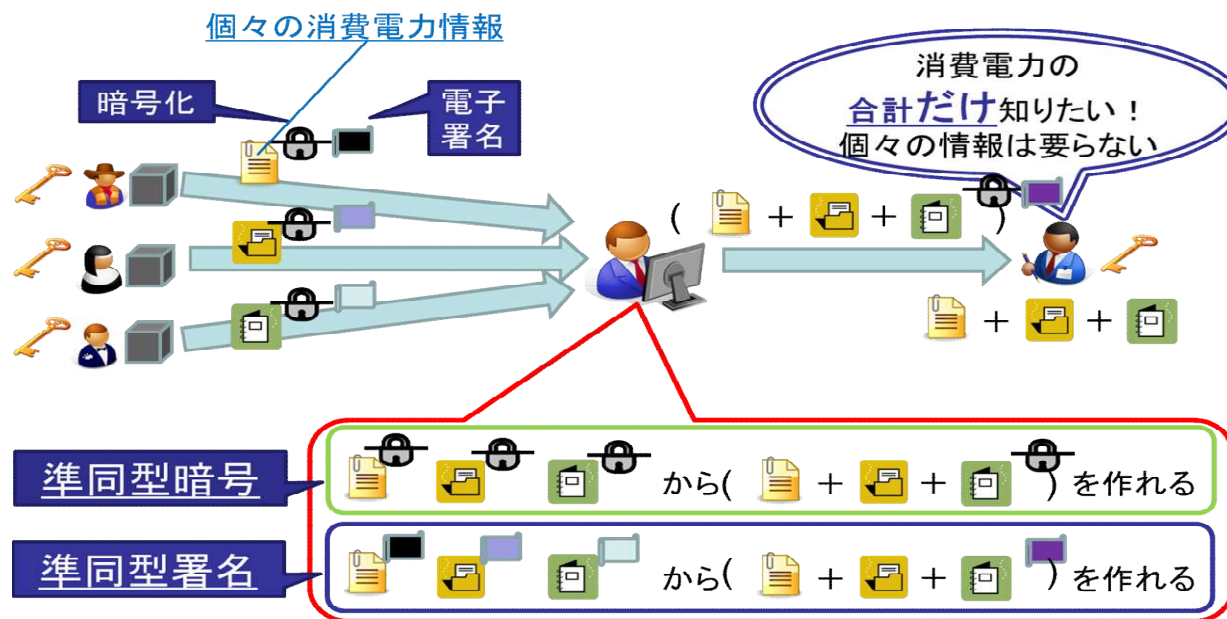 個々の消費電力情報
暗号化
電子
署名
消費電力の
合計だけ知りたい！
個々の情報は要らない
( + + )
+ +
準同型暗号
から( + + )を作れる
準同型署名
から( + + )を作れる